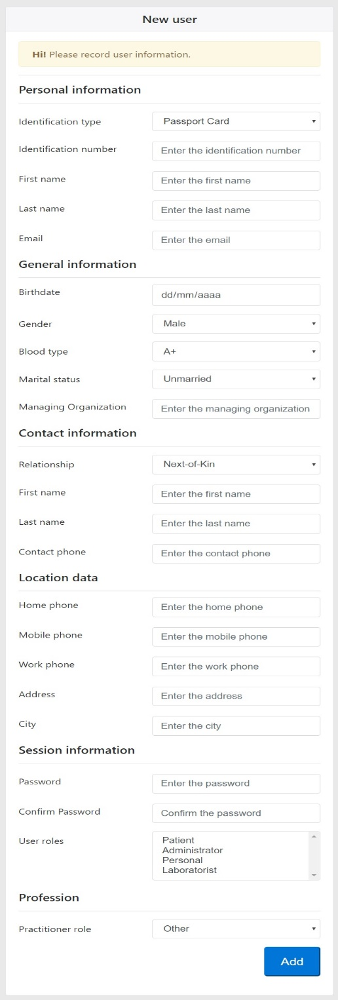 New user
Hi! Please record user information.
Personal information
Identification type Passport Card
Identification number Enter the identification number
First name Enter the first name
Last name Enter the last name
Email Enter the email
General information
Birthdate dd/mm/aaaa
Gender Male
Blood type A+
Marital status Unmarried
Managing Organization Enter the managing organization
Contact information
Relationship Next-of-Kin
First name Enter the first name
Last name Enter the last name
Contact phone Enter the contact phone
Location data
Home phone Enter the home phone
Mobile phone Enter the mobile phone
Work phone Enter the work phone
Address Enter the address
City Enter the city
Session information
Password Enter the password
Confirm Password Confirm the password
User roles Patient
Administrator
Personal
Laboratorist
Profession
Practitioner role Other
Add